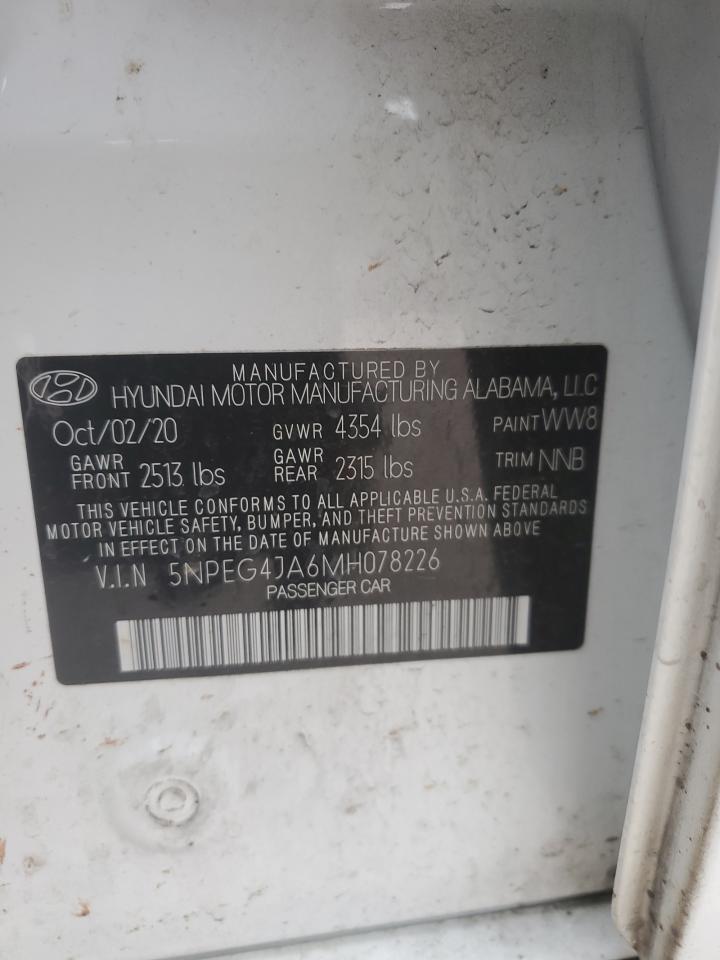 MANUFACTURED BY
HYUNDAI MOTOR MANUFACTURING ALABAMA, LLC
Oct/02/20 GVWR 4354 lbs PAINT WW8
GAWR FRONT 2513 lbs GAWR REAR 2315 lbs TRIM NNB
THIS VEHICLE CONFORMS TO ALL APPLICABLE U.S.A. FEDERAL
MOTOR VEHICLE SAFETY, BUMPER, AND THEFT PREVENTION STANDARDS
IN EFFECT ON THE DATE OF MANUFACTURE SHOWN ABOVE
V.I.N 5NPEG4JA6MH078226
PASSENGER CAR